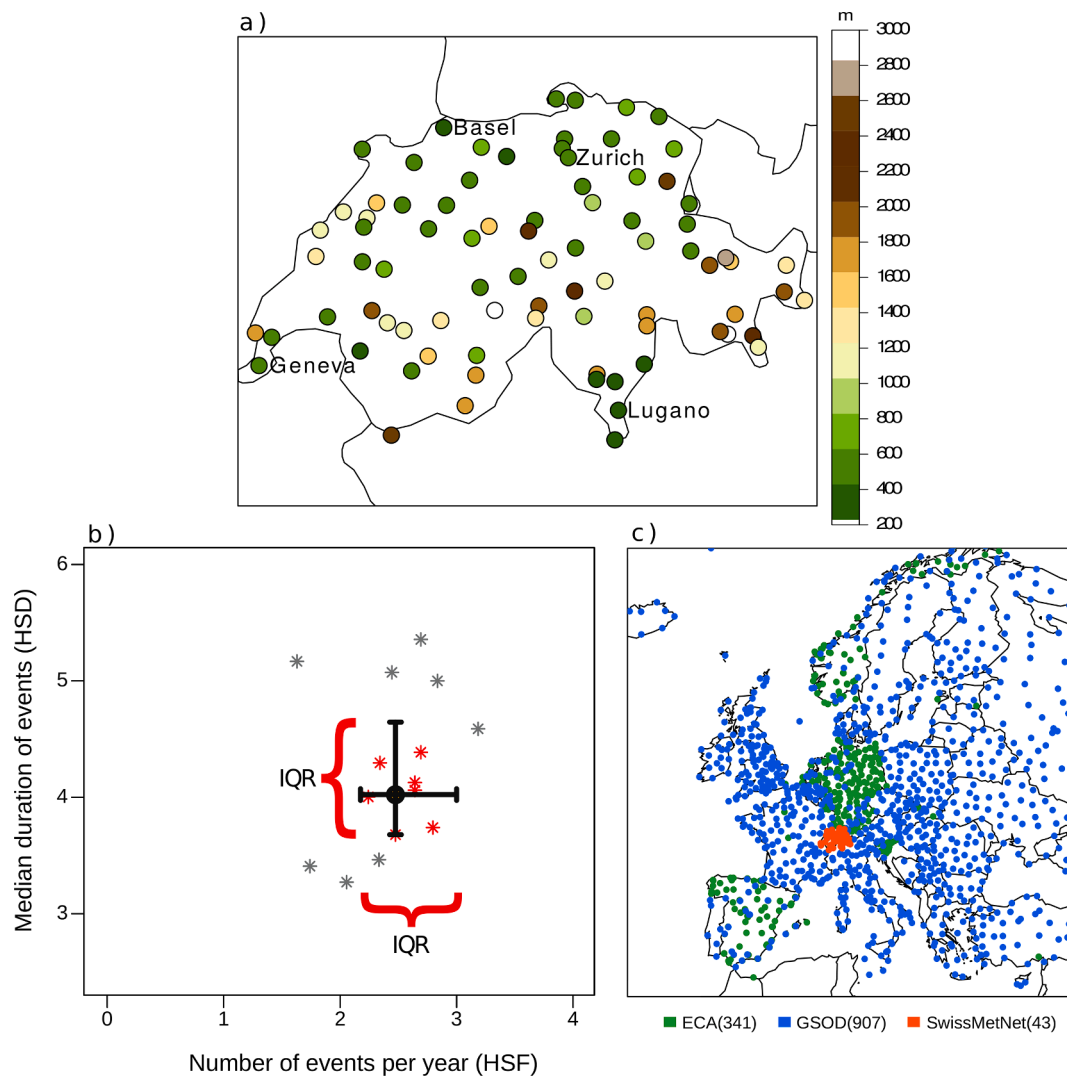 a)
m
3000
2800
2600
2400
2200
2000
1800
1600
1400
1200
1000
800
600
400
200
Basel
Zurich
Geneva
Lugano
b)
Median duration of events (HSD)
6
5
4
3
IQR
IQR
0 1 2 3 4
Number of events per year (HSF)
c)
ECA(341) GSOD(907) SwissMetNet(43)